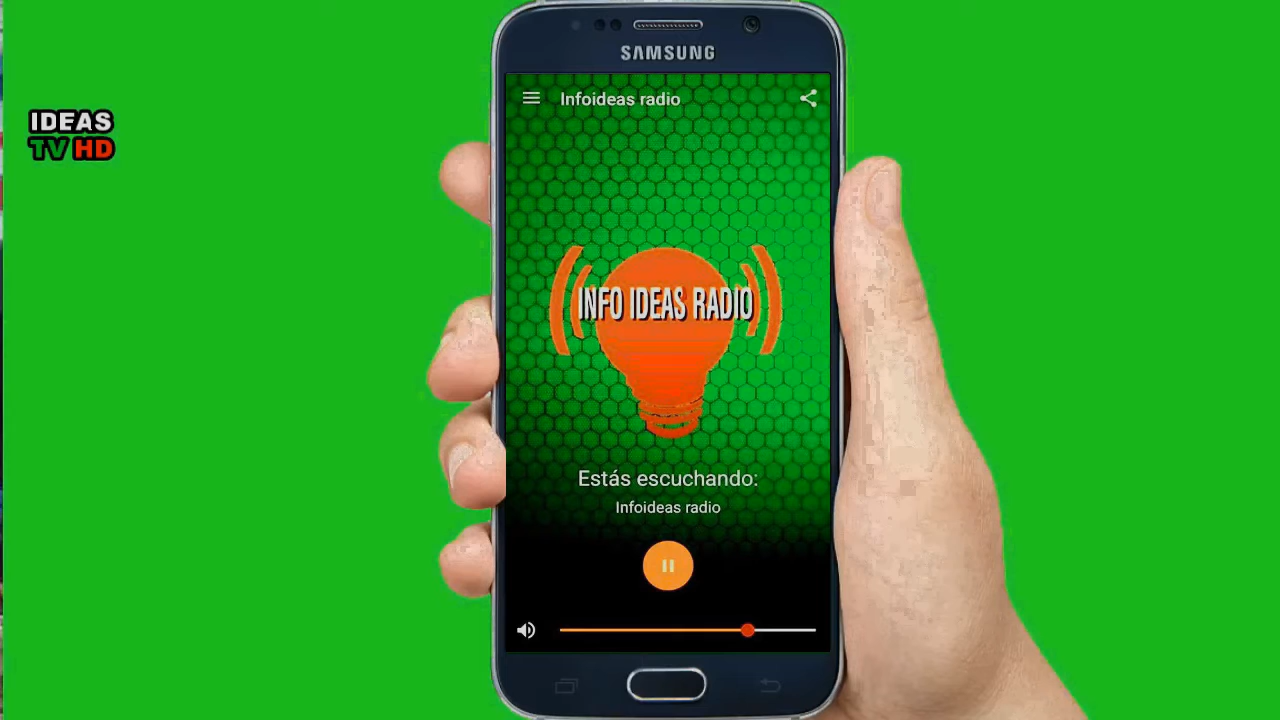 SAMSUNG
Infoideas radio
IDEAS
TV HD
INFO IDEAS RADIO
Estás escuchando:
Infoideas radio